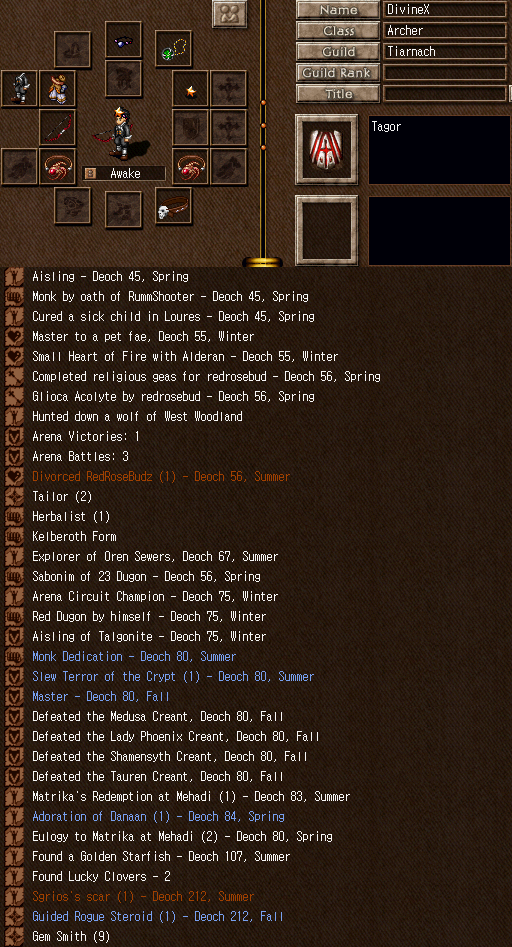 Name DivineX
Class Archer
Guild Tiarnach
Guild Rank
Title
Tagor
Awake
Aisling - Deoch 45, Spring
Monk by oath of RummShooter - Deoch 45, Spring
Cured a sick child in Loures - Deoch 45, Spring
Master to a pet fae, Deoch 55, Winter
Small Heart of Fire with Alderan - Deoch 55, Winter
Completed religious geas for redrosebud - Deoch 56, Spring
Glioca Acolyte by redrosebud - Deoch 56, Spring
Hunted down a wolf of West Woodland
Arena Victories: 1
Arena Battles: 3
Divorced RedRoseBudz (1) - Deoch 56, Summer
Tailor (2)
Herbalist (1)
Kelberoth Form
Explorer of Oren Sewers, Deoch 67, Summer
Sabonim of 23 Dugon - Deoch 56, Spring
Arena Circuit Champion - Deoch 75, Winter
Red Dugon by himself - Deoch 75, Winter
Aisling of Talgonite - Deoch 75, Winter
Monk Dedication - Deoch 80, Summer
Slew Terror of the Crypt (1) - Deoch 80, Summer
Master - Deoch 80, Fall
Defeated the Medusa Creant, Deoch 80, Fall
Defeated the Lady Phoenix Creant, Deoch 80, Fall
Defeated the Shamensyth Creant, Deoch 80, Fall
Defeated the Tauren Creant, Deoch 80, Fall
Matrika's Redemption at Mehadi (1) - Deoch 83, Summer
Adoration of Danaan (1) - Deoch 84, Spring
Eulogy to Matrika at Mehadi (2) - Deoch 80, Spring
Found a Golden Starfish - Deoch 107, Summer
Found Lucky Clovers - 2
Sgrios's scar (1) - Deoch 212, Summer
Guided Rogue Steroid (1) - Deoch 212, Fall
Gem Smith (9)